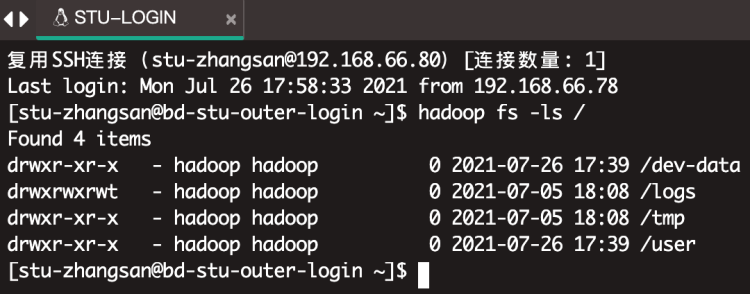 STU-LOGIN
复用SSH连接 (stu-zhangsan@192.168.66.80) [连接数量: 1]
Last login: Mon Jul 26 17:58:33 2021 from 192.168.66.78
[stu-zhangsan@bd-stu-outer-login ~]$ hadoop fs -ls /
Found 4 items
drwxr-xr-x   - hadoop hadoop          0 2021-07-26 17:39 /dev-data
drwxrwxrwt   - hadoop hadoop          0 2021-07-05 18:08 /logs
drwxr-xr-x   - hadoop hadoop          0 2021-07-05 18:08 /tmp
drwxr-xr-x   - hadoop hadoop          0 2021-07-26 17:39 /user
[stu-zhangsan@bd-stu-outer-login ~]$